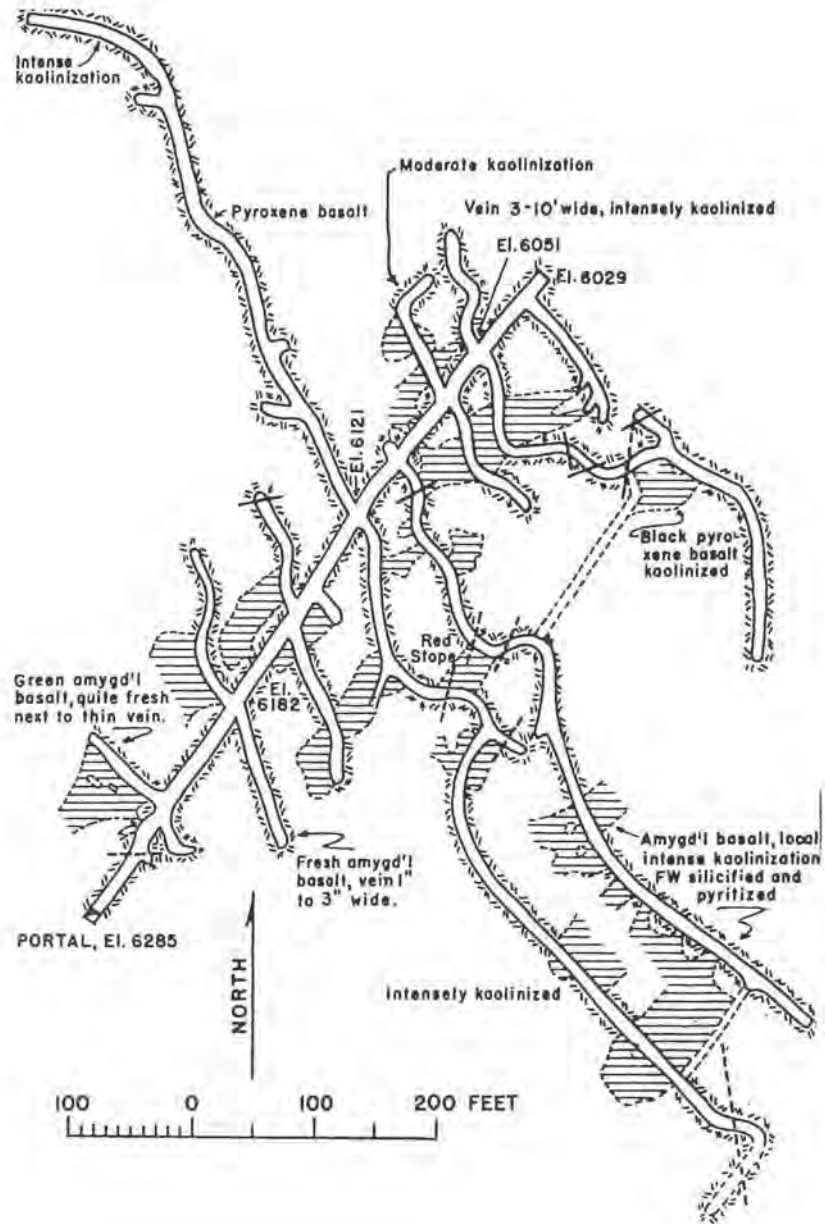 Intense
kaolinization
Moderate kaolinization
Pyroxene basalt
Vein 3-10' wide, intensely kaolinized
El. 6051
El. 6029
El. 6121
Black pyro-
xene basalt
kaolinized
Red
Stope
Green amygd'l
basalt, quite fresh
next to thin vein.
El.
6182
Amygd'l basalt, local
intense kaolinization
FW silicified and
pyritized
Fresh amygd'l
basalt, vein 1"
to 3" wide.
PORTAL, El. 6285
NORTH
Intensely kaolinized
100 0 100 200 FEET